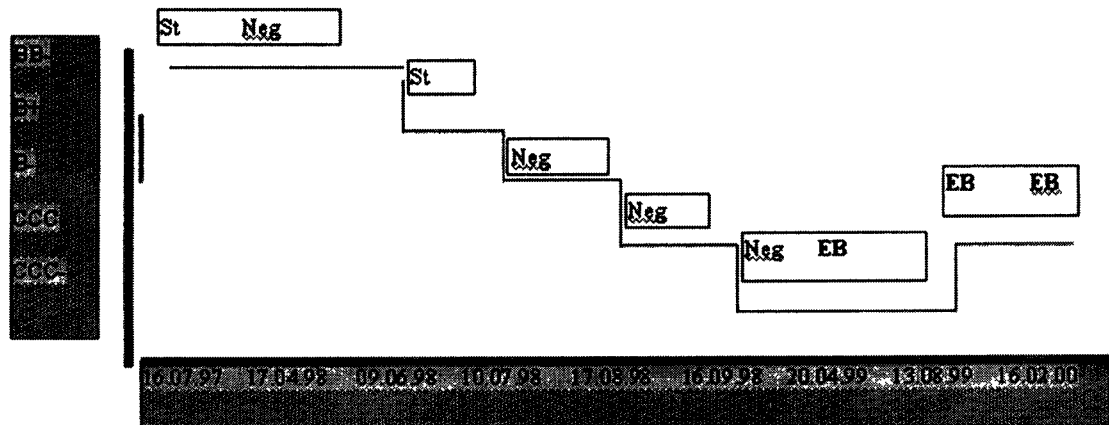 St Neg
BB-
St
B+
Neg
B
EB EB
Neg
CCC
Neg EB
CCC-
16.07.97 17.04.98 09.06.98 10.07.98 17.08.98 16.09.98 20.04.99 13.08.99 16.02.00